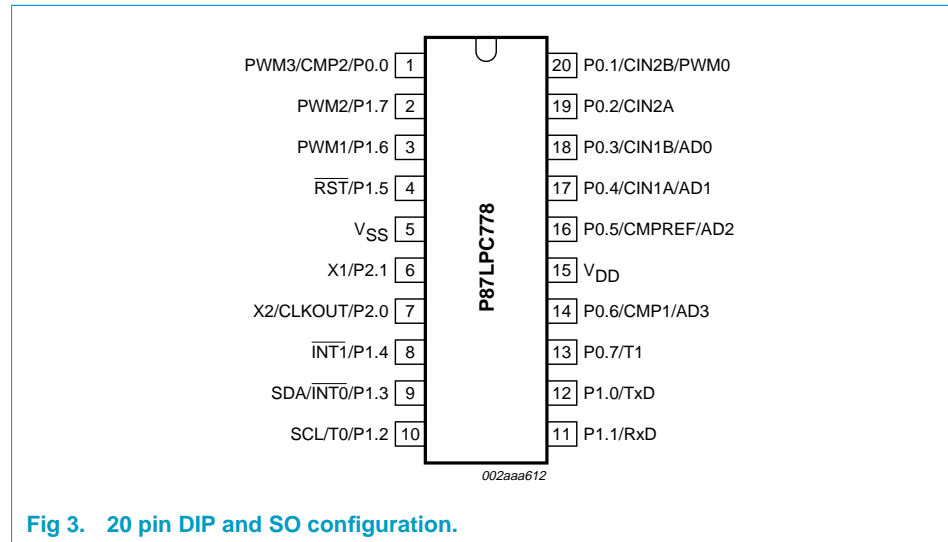 PWM3/CMP2/P0.0 1
PWM2/P1.7 2
PWM1/P1.6 3
RST/P1.5 4
VSS 5
X1/P2.1 6
X2/CLKOUT/P2.0 7
INT1/P1.4 8
SDA/INT0/P1.3 9
SCL/T0/P1.2 10
P87LPC778
20 P0.1/CIN2B/PWM0
19 P0.2/CIN2A
18 P0.3/CIN1B/AD0
17 P0.4/CIN1A/AD1
16 P0.5/CMPREF/AD2
15 VDD
14 P0.6/CMP1/AD3
13 P0.7/T1
12 P1.0/TxD
11 P1.1/RxD
002aaa612
Fig 3. 20 pin DIP and SO configuration.